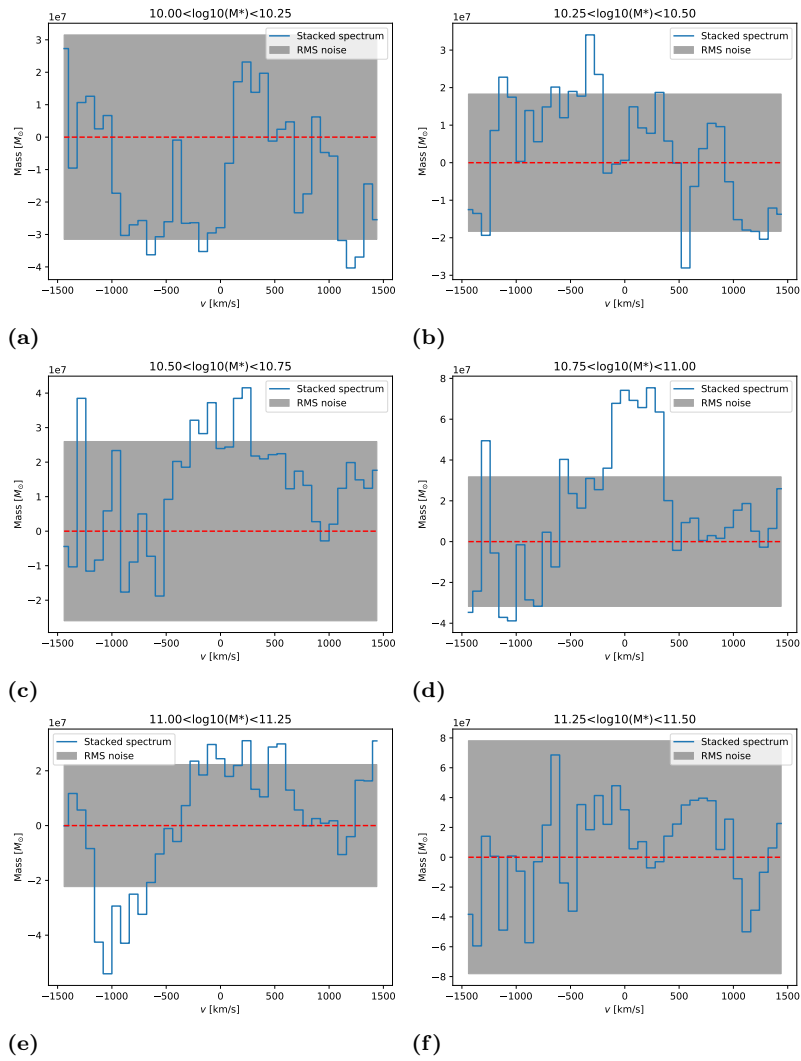 10.00<log10(M*)<10.25
1e7
Stacked spectrum
RMS noise
3
2
1
0
−1
−2
−3
−4
Mass [M⊙]
−1500 −1000 −500 0 500 1000 1500
v [km/s]
(a)
10.25<log10(M*)<10.50
1e7
Stacked spectrum
RMS noise
3
2
1
0
−1
−2
−3
Mass [M⊙]
−1500 −1000 −500 0 500 1000 1500
v [km/s]
(b)
10.50<log10(M*)<10.75
1e7
Stacked spectrum
RMS noise
4
3
2
1
0
−1
−2
Mass [M⊙]
−1500 −1000 −500 0 500 1000 1500
v [km/s]
(c)
10.75<log10(M*)<11.00
1e7
Stacked spectrum
RMS noise
8
6
4
2
0
−2
−4
Mass [M⊙]
−1500 −1000 −500 0 500 1000 1500
v [km/s]
(d)
11.00<log10(M*)<11.25
1e7
Stacked spectrum
RMS noise
2
0
−2
−4
Mass [M⊙]
−1500 −1000 −500 0 500 1000 1500
v [km/s]
(e)
11.25<log10(M*)<11.50
1e7
Stacked spectrum
RMS noise
8
6
4
2
0
−2
−4
−6
−8
Mass [M⊙]
−1500 −1000 −500 0 500 1000 1500
v [km/s]
(f)